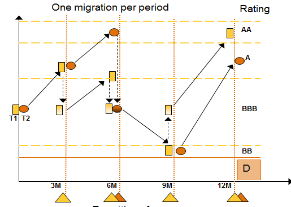 One migration per period
Rating
AA
A
BBB
T1 T2
BB
D
3M
6M
9M
12M